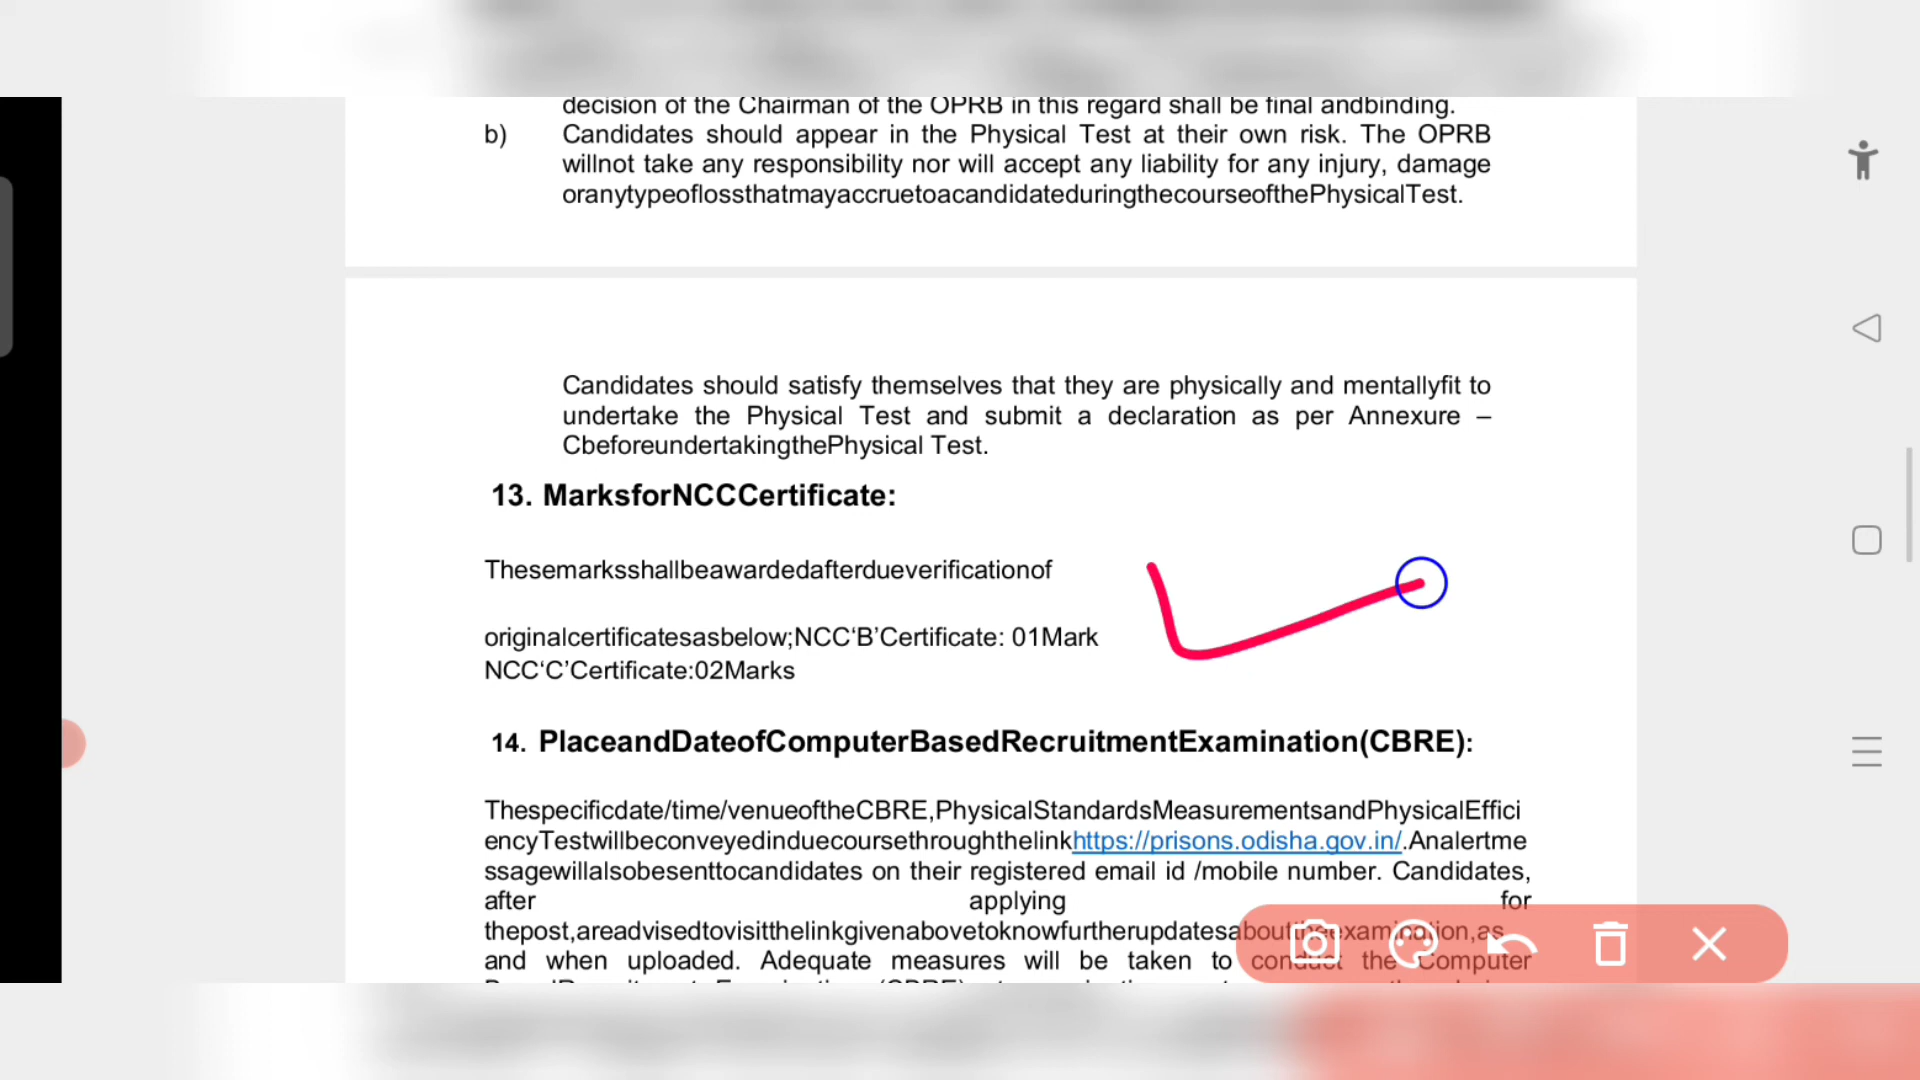 decision of the Chairman of the OPRB in this regard shall be final andbinding.
b) Candidates should appear in the Physical Test at their own risk. The OPRB
willnot take any responsibility nor will accept any liability for any injury, damage
oranytypeoflossthatmayaccruetoacandidateduringthecourseofthePhysicalTest.
Candidates should satisfy themselves that they are physically and mentallyfit to
undertake the Physical Test and submit a declaration as per Annexure –
CbeforeundertakingthePhysical Test.
13. MarksforNCCCertificate:
Thesemarksshallbeawardedafterdueverificationof
originalcertificatesasbelow;NCC‘B’Certificate: 01Mark
NCC‘C’Certificate:02Marks
14. PlaceandDateofComputerBasedRecruitmentExamination(CBRE):
Thespecificdate/time/venueoftheCBRE,PhysicalStandardsMeasurementsandPhysicalEffici
encyTestwillbeconveyedinduecoursethroughthelinkhttps://prisons.odisha.gov.in/.Analertme
ssagewillalsobesenttocandidates on their registered email id /mobile number. Candidates,
after applying for
thepost,areadvisedtovisitthelinkgivenabovetoknowfurtherupdatesabouttheexamination,as
and when uploaded. Adequate measures will be taken to conduct the Computer